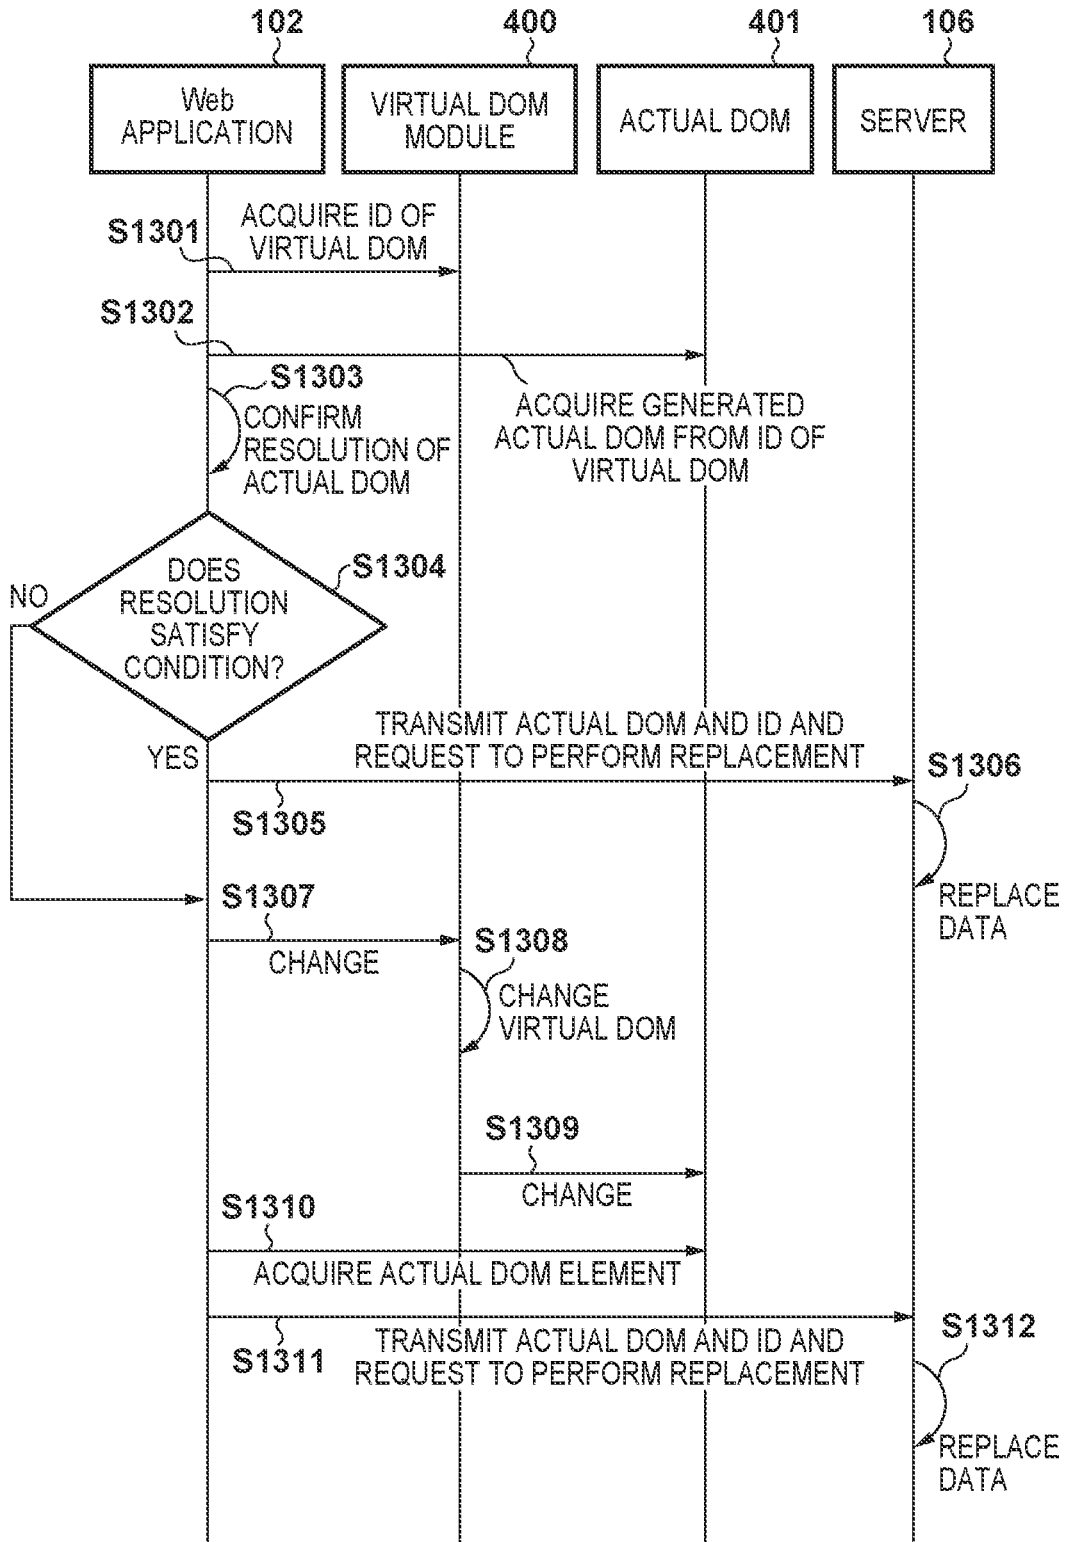 102
400
401
106
Web
APPLICATION
VIRTUAL DOM
MODULE
ACTUAL DOM
SERVER
S1301
ACQUIRE ID OF
VIRTUAL DOM
S1302
ACQUIRE GENERATED
ACTUAL DOM FROM ID OF
VIRTUAL DOM
S1303
CONFIRM
RESOLUTION OF
ACTUAL DOM
S1304
DOES
RESOLUTION
SATISFY
CONDITION?
NO
YES
TRANSMIT ACTUAL DOM AND ID AND
REQUEST TO PERFORM REPLACEMENT
S1305
S1306
REPLACE
DATA
S1307
CHANGE
S1308
CHANGE
VIRTUAL DOM
S1309
CHANGE
S1310
ACQUIRE ACTUAL DOM ELEMENT
S1311
TRANSMIT ACTUAL DOM AND ID AND
REQUEST TO PERFORM REPLACEMENT
S1312
REPLACE
DATA